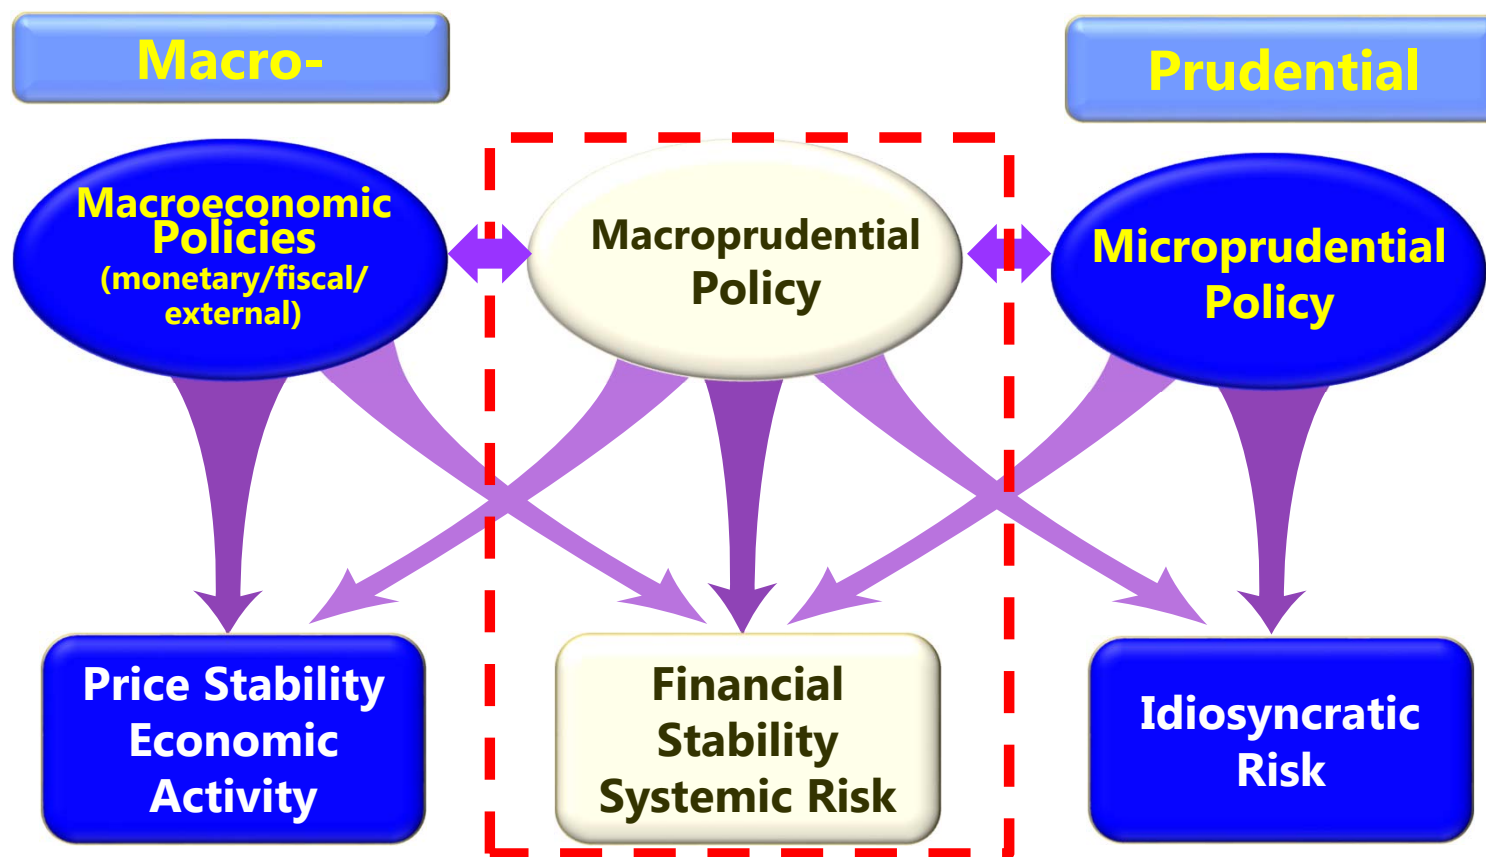 Macro-
Prudential
Macroeconomic
Policies
(monetary/fiscal/
external)
Macroprudential
Policy
Microprudential
Policy
Price Stability
Economic
Activity
Financial
Stability
Systemic Risk
Idiosyncratic
Risk